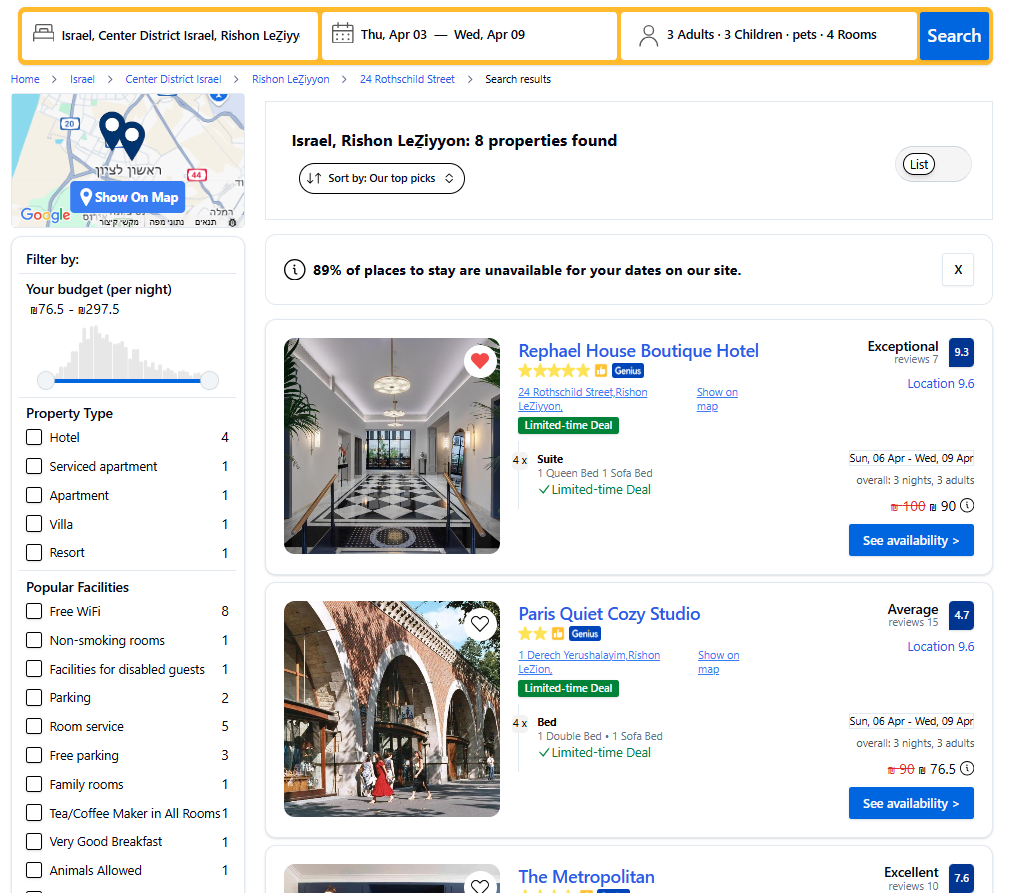 Israel, Center District Israel, Rishon LeẔiyy
Thu, Apr 03 — Wed, Apr 09
3 Adults · 3 Children · pets · 4 Rooms
Search
Home > Israel > Center District Israel > Rishon LeẔiyyon > 24 Rothschild Street > Search results
20
44
ראשון לציון
Show On Map
רמלה
Google
מקשי קיצור
נתוני מפה
תנאים
Filter by:
Your budget (per night)
₪76.5 - ₪297.5
Property Type
Hotel 4
Serviced apartment 1
Apartment 1
Villa 1
Resort 1
Popular Facilities
Free WiFi 8
Non-smoking rooms 1
Facilities for disabled guests 1
Parking 2
Room service 5
Free parking 3
Family rooms 1
Tea/Coffee Maker in All Rooms 1
Very Good Breakfast 1
Animals Allowed 1
Israel, Rishon LeẔiyyon: 8 properties found
Sort by: Our top picks
List
89% of places to stay are unavailable for your dates on our site.
X
Rephael House Boutique Hotel
Genius
24 Rothschild Street,Rishon
LeZiyyon,
Show on
map
Limited-time Deal
Exceptional
reviews 7
9.3
Location 9.6
4 x
Suite
1 Queen Bed 1 Sofa Bed
Limited-time Deal
Sun, 06 Apr - Wed, 09 Apr
overall: 3 nights, 3 adults
₪ 100 ₪ 90
See availability >
Paris Quiet Cozy Studio
Genius
1 Derech Yerushalayim,Rishon
LeZion,
Show on
map
Limited-time Deal
Average
reviews 15
4.7
Location 9.6
4 x
Bed
1 Double Bed • 1 Sofa Bed
Limited-time Deal
Sun, 06 Apr - Wed, 09 Apr
overall: 3 nights, 3 adults
₪ 90 ₪ 76.5
See availability >
The Metropolitan
Excellent
reviews 10
7.6